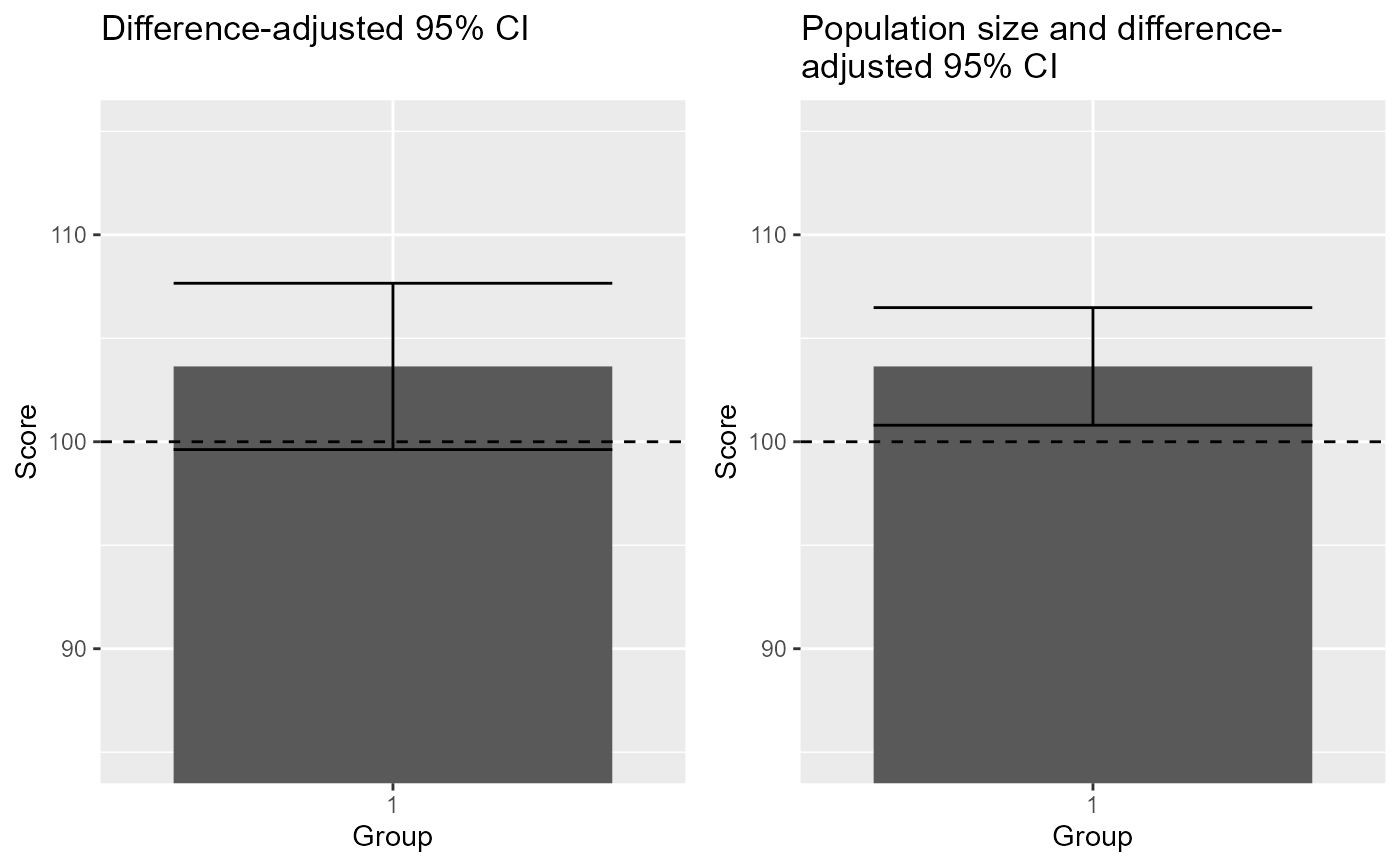 Difference-adjusted 95% CI
110
100
90
Score
1
Group
Population size and difference-
adjusted 95% CI
110
100
90
Score
1
Group